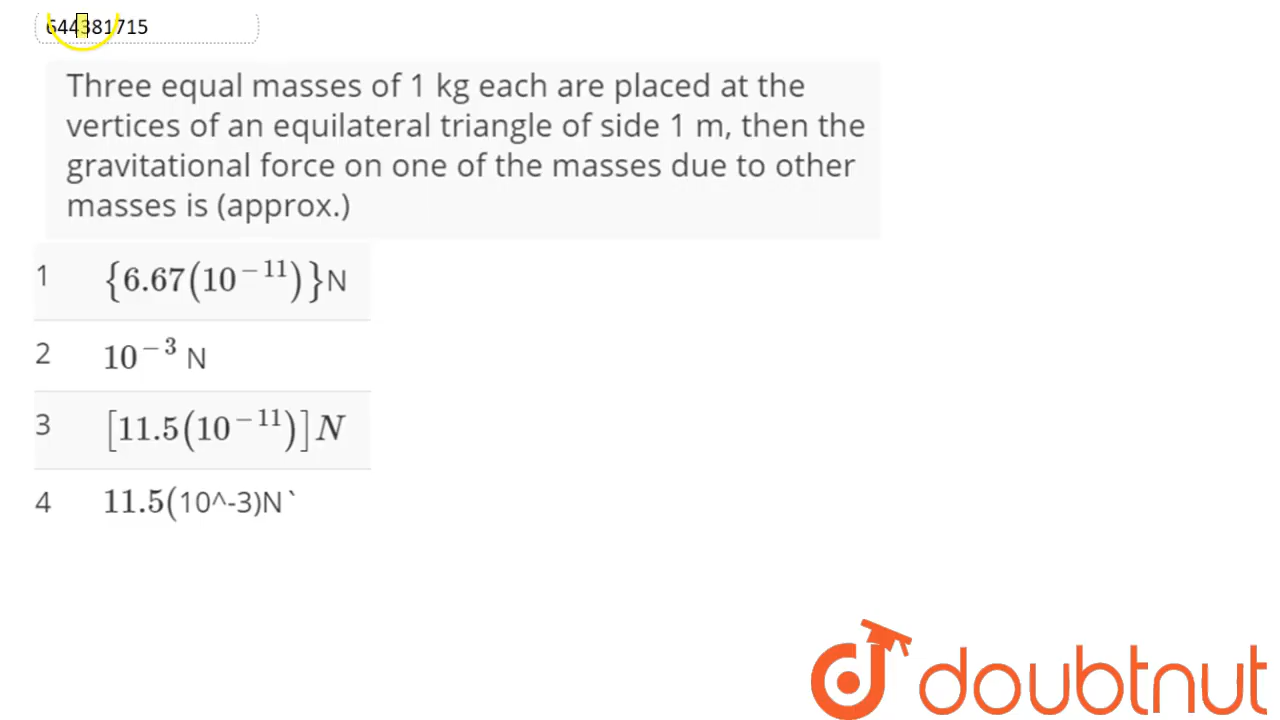 644381715
Three equal masses of 1 kg each are placed at the
vertices of an equilateral triangle of side 1 m, then the
gravitational force on one of the masses due to other
masses is (approx.)
1 {6.67(10⁻¹¹)}N
2 10⁻³ N
3 [11.5(10⁻¹¹)]N
4 11.5(10^-3)N`
doubtnut